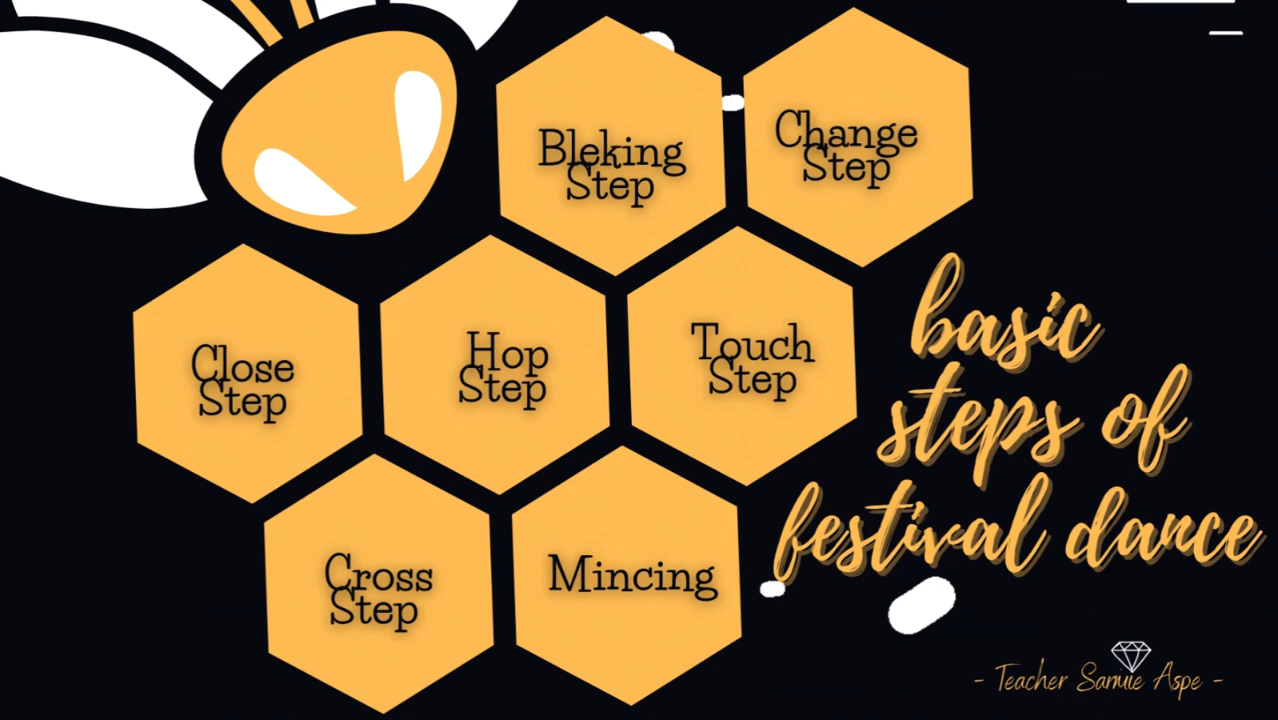 Bleking
Step
Change
Step
Close
Step
Hop
Step
Touch
Step
Cross
Step
Mincing
basic
steps of
festival dance
- Teacher Samie Aspe -